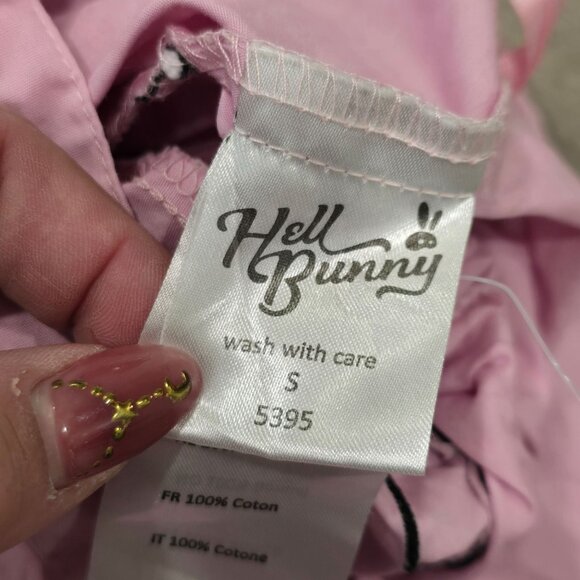 Hell
Bunny
wash with care
S
5395
FR 100% Coton
IT 100% Cotone